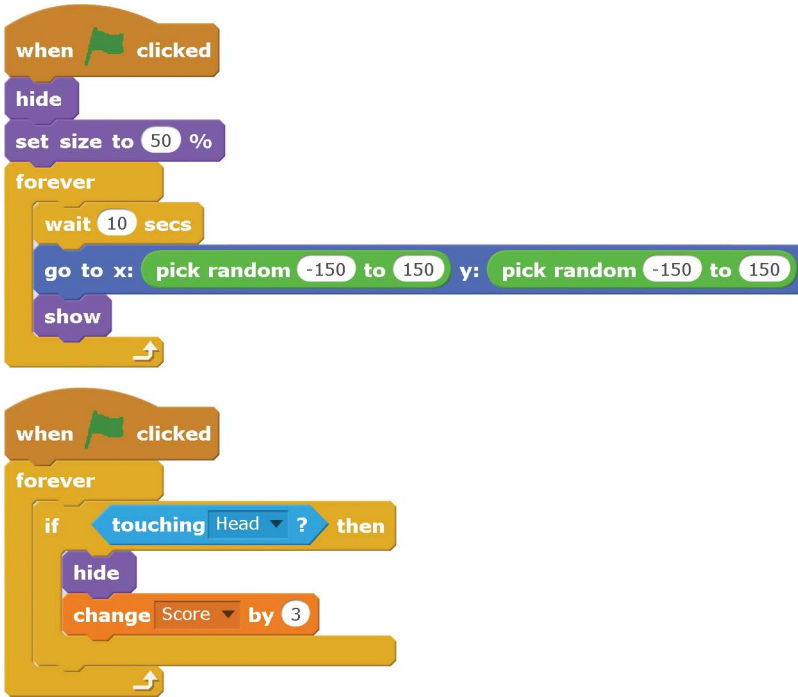 when clicked
hide
set size to 50 %
forever
wait 10 secs
go to x: pick random -150 to 150 y: pick random -150 to 150
show
when clicked
forever
if touching Head ? then
hide
change Score by 3